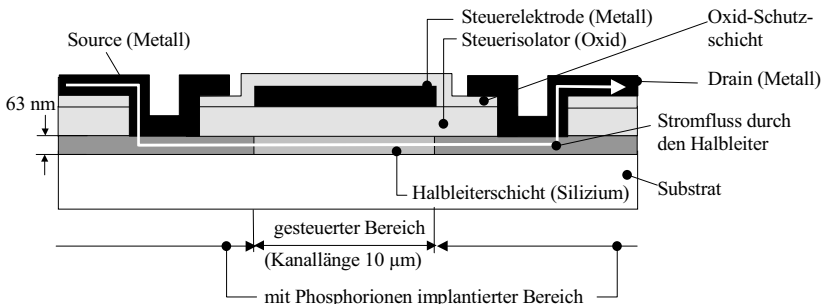 Steuerelektrode (Metall)
Oxid-Schutz-
schicht
Source (Metall)
Steuerisolator (Oxid)
Drain (Metall)
63 nm
Stromfluss durch
den Halbleiter
Halbleiterschicht (Silizium)
Substrat
gesteuerter Bereich
(Kanallänge 10 μm)
mit Phosphorionen implantierter Bereich